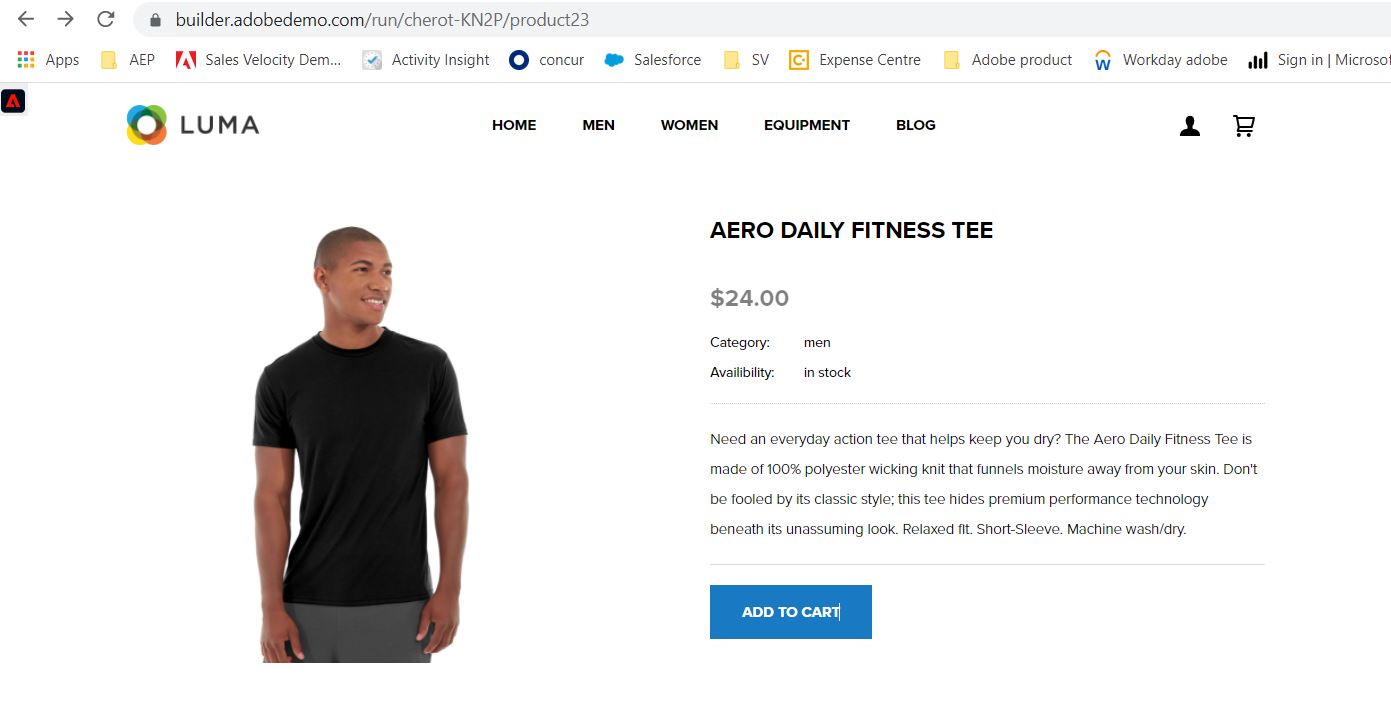 builder.adobedemo.com/run/cherot-KN2P/product23
Apps AEP Sales Velocity Dem... Activity Insight concur Salesforce SV Expense Centre Adobe product Workday adobe Sign in | Microsof
LUMA HOME MEN WOMEN EQUIPMENT BLOG
AERO DAILY FITNESS TEE
$24.00
Category: men
Availibility: in stock
Need an everyday action tee that helps keep you dry? The Aero Daily Fitness Tee is
made of 100% polyester wicking knit that funnels moisture away from your skin. Don't
be fooled by its classic style; this tee hides premium performance technology
beneath its unassuming look. Relaxed fit. Short-Sleeve. Machine wash/dry.
ADD TO CART